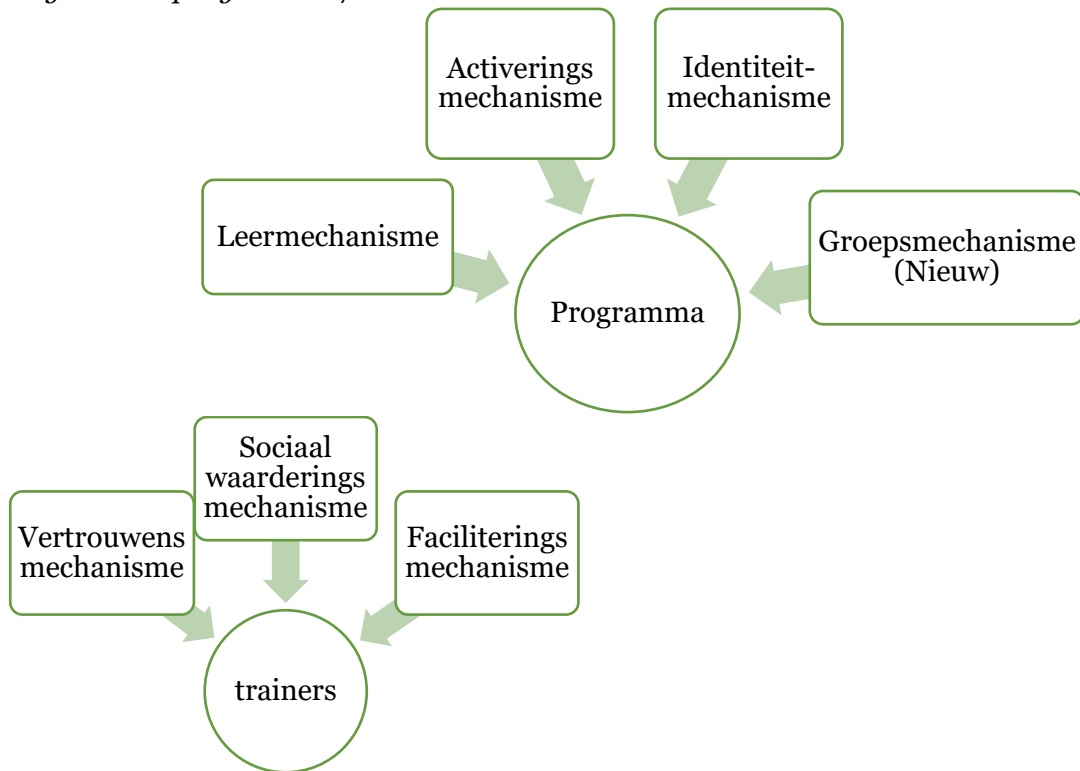 Activerings
mechanisme
Identiteit-
mechanisme
Leermechanisme
Groepsmechanisme
(Nieuw)
Programma
Sociaal
waarderings
mechanisme
Vertrouwens
mechanisme
Faciliterings
mechanisme
trainers